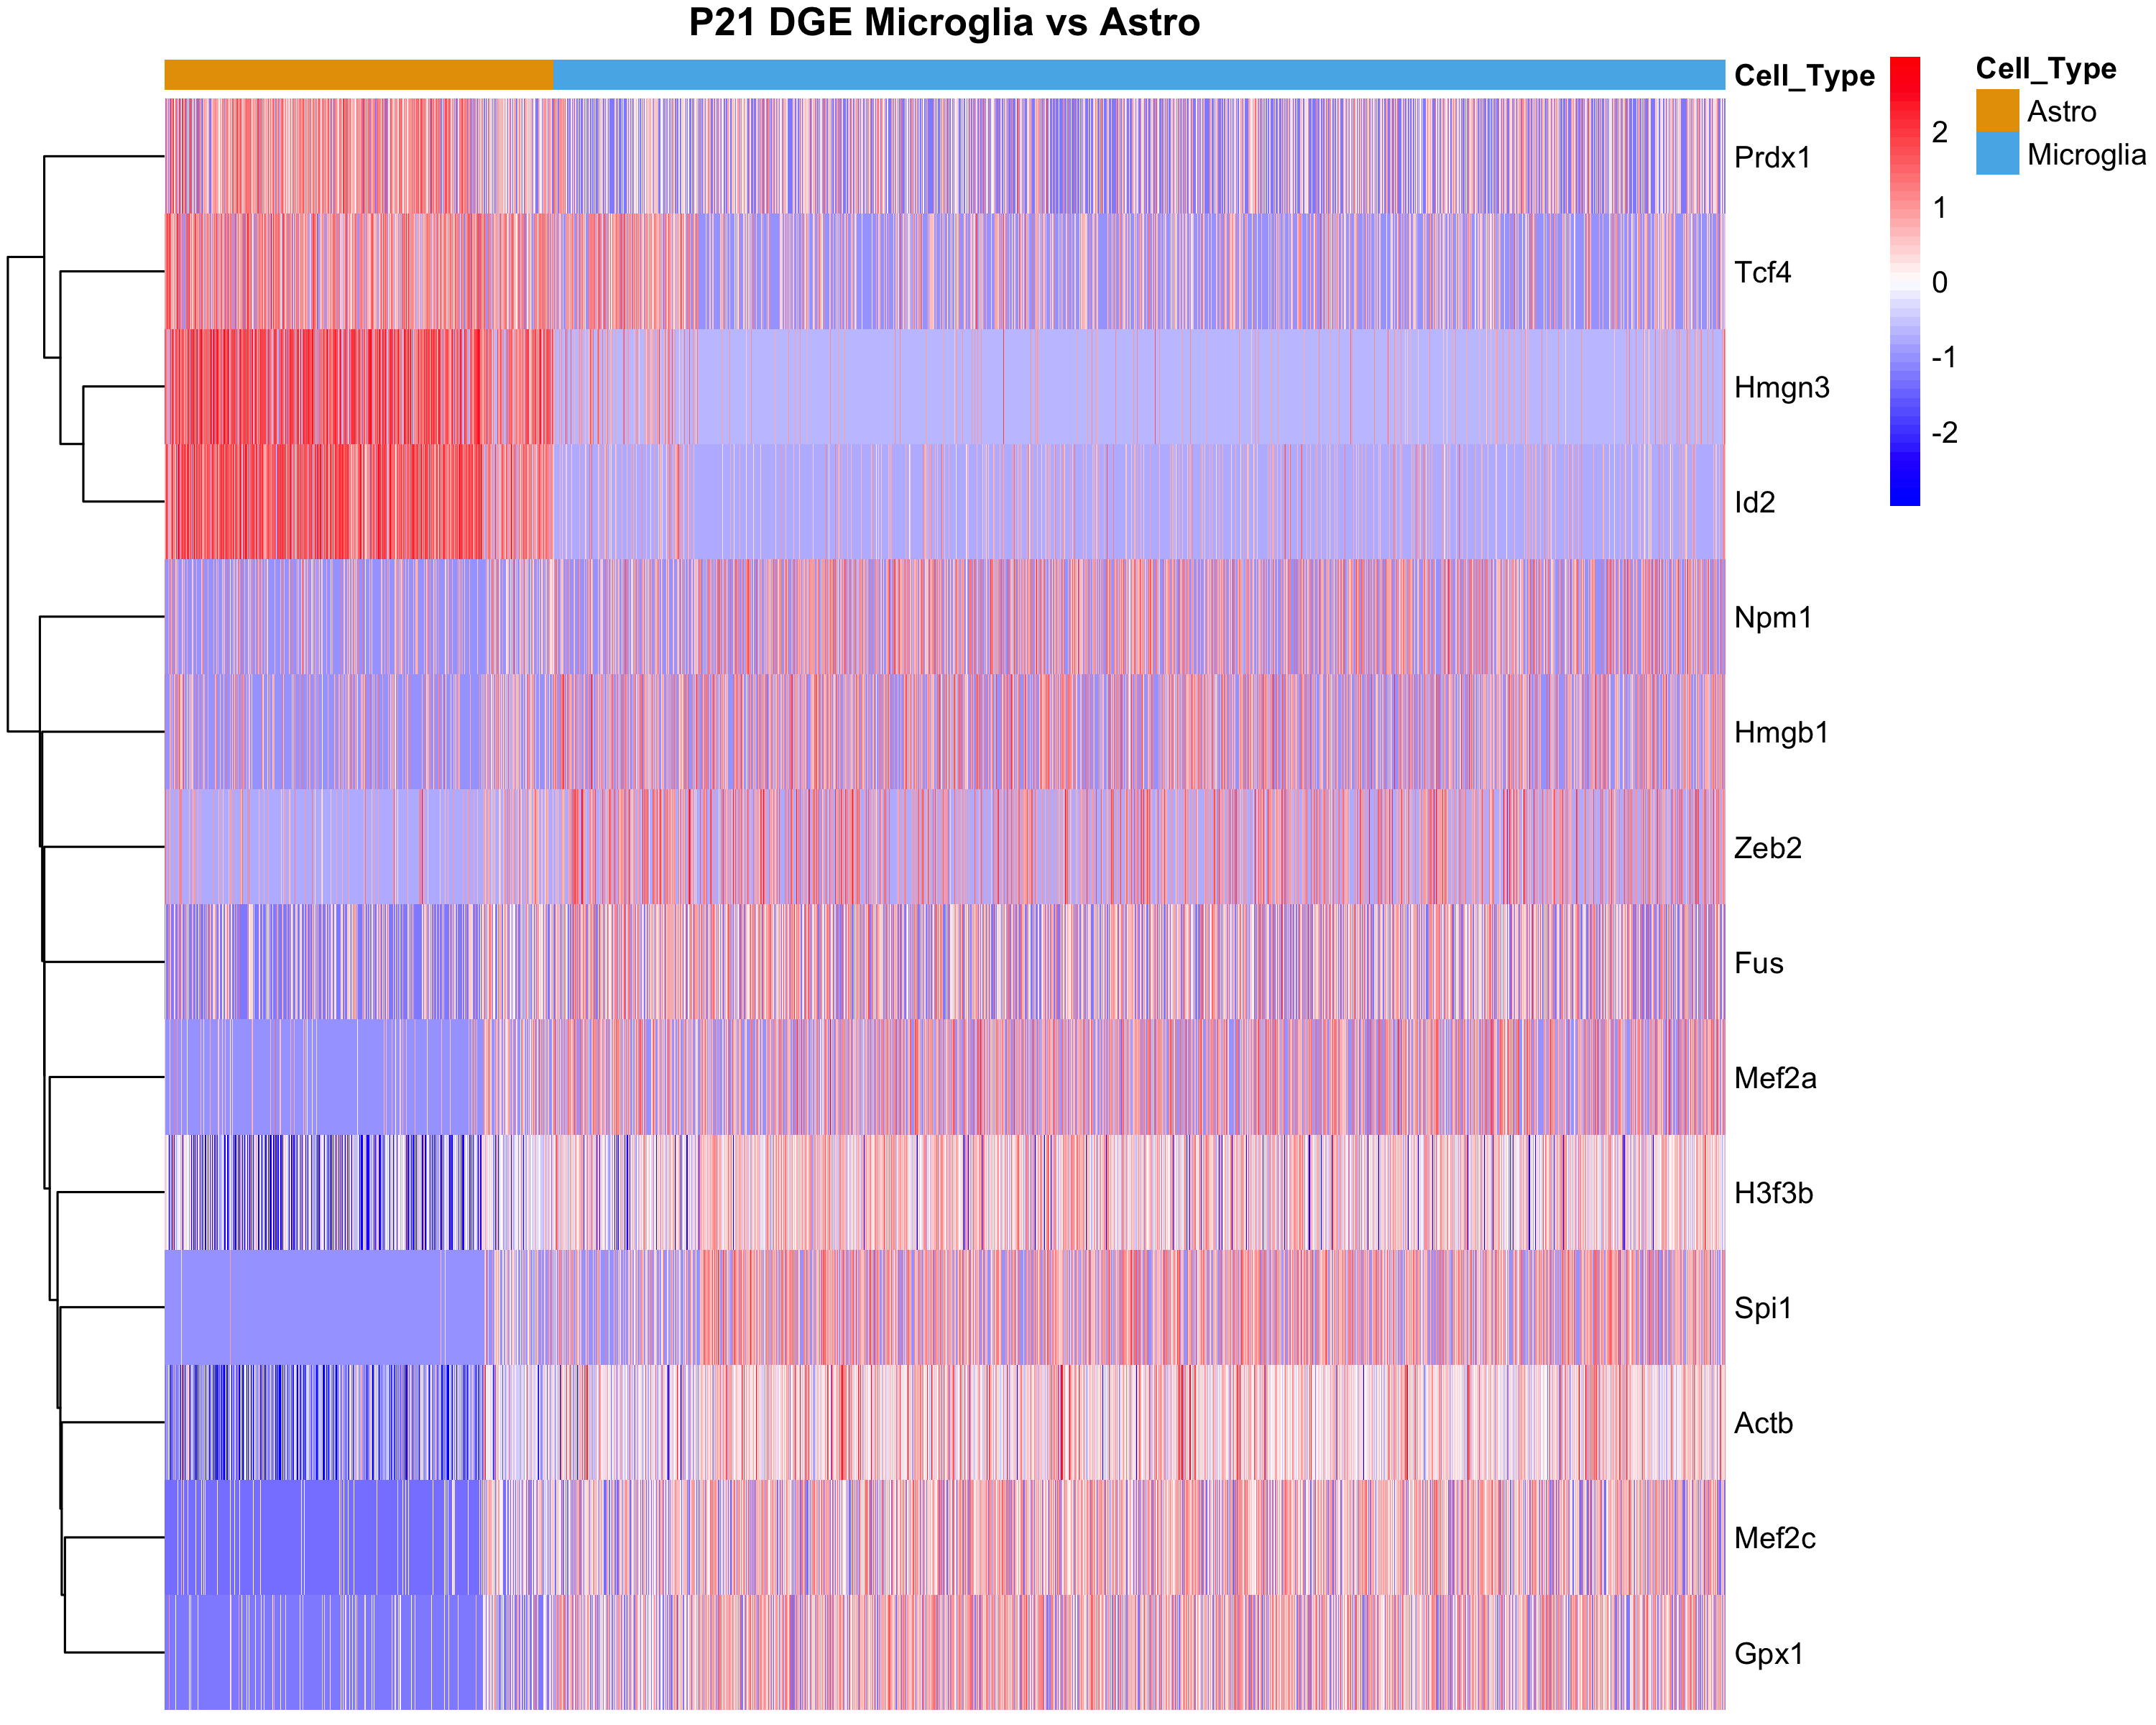 P21 DGE Microglia vs Astro
Cell_Type
Prdx1
Tcf4
Hmgn3
Id2
Npm1
Hmgb1
Zeb2
Fus
Mef2a
H3f3b
Spi1
Actb
Mef2c
Gpx1
2
1
0
-1
-2
Cell_Type
Astro
Microglia